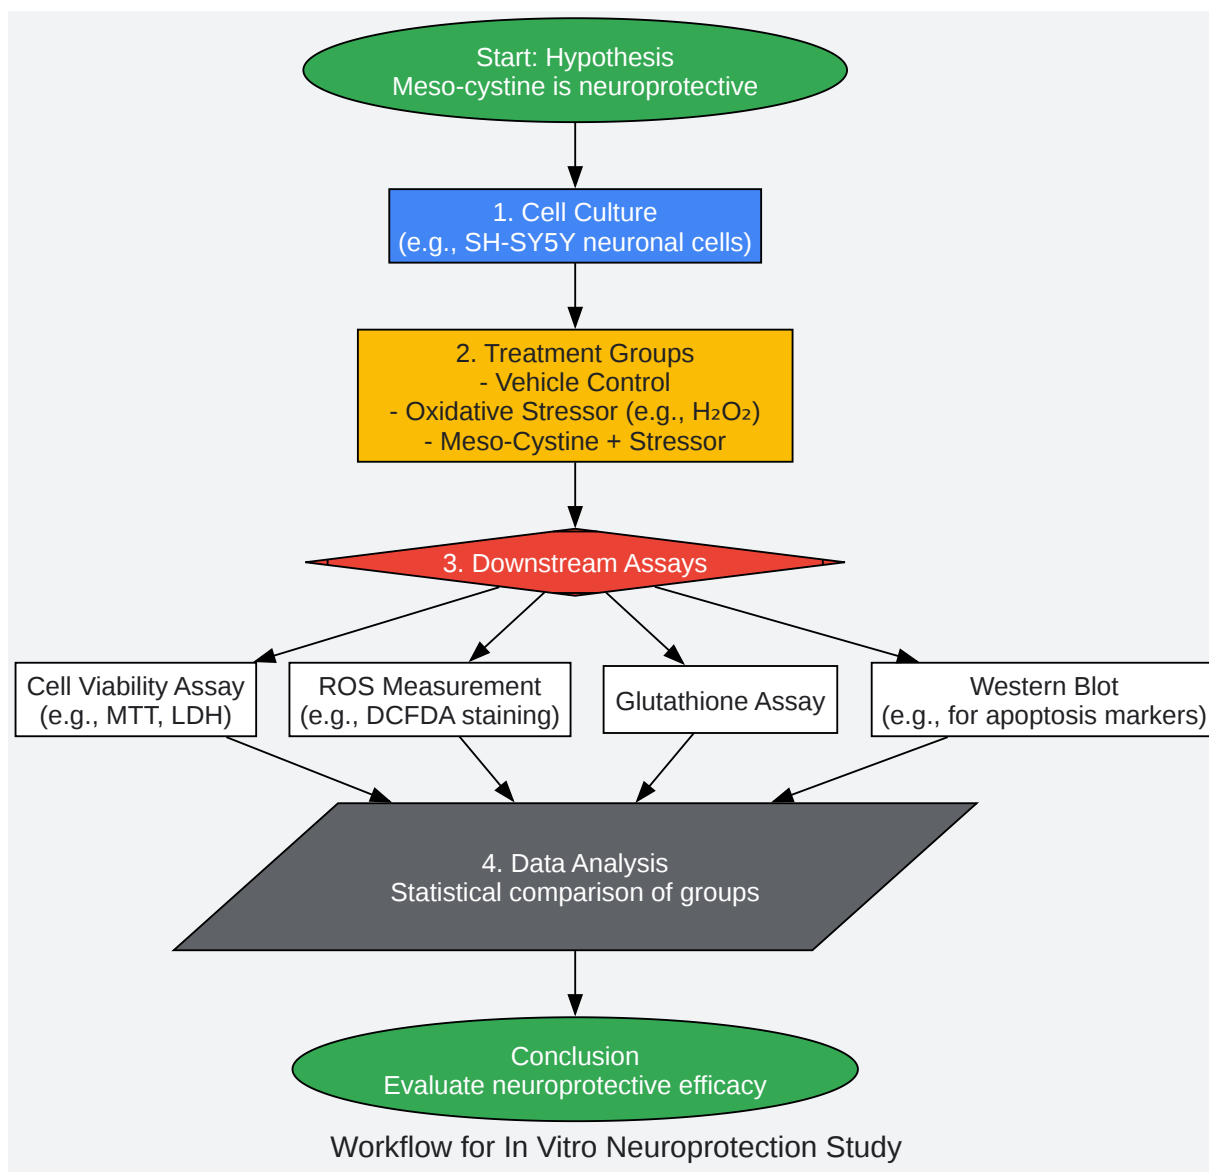 Start: Hypothesis
Meso-cystine is neuroprotective
1. Cell Culture
(e.g., SH-SY5Y neuronal cells)
2. Treatment Groups
- Vehicle Control
- Oxidative Stressor (e.g., H₂O₂)
- Meso-Cystine + Stressor
3. Downstream Assays
Cell Viability Assay
(e.g., MTT, LDH)
ROS Measurement
(e.g., DCFDA staining)
Glutathione Assay
Western Blot
(e.g., for apoptosis markers)
4. Data Analysis
Statistical comparison of groups
Conclusion
Evaluate neuroprotective efficacy
Workflow for In Vitro Neuroprotection Study